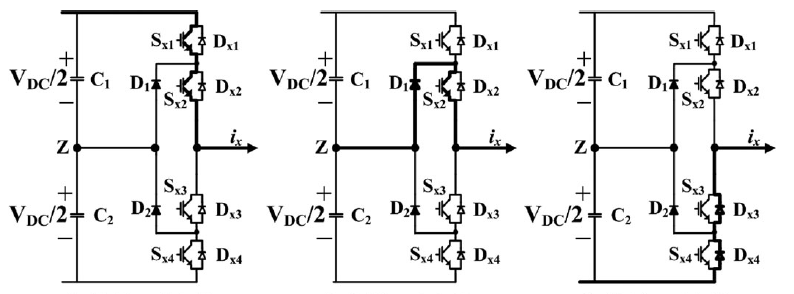 + Sx1 Dx1
VDC/2 C1 D1
− Sx2 Dx2
Z ix
+ Sx3 Dx3
VDC/2 C2 D2
− Sx4 Dx4
+ Sx1 Dx1
VDC/2 C1 D1
− Sx2 Dx2
Z ix
+ Sx3 Dx3
VDC/2 C2 D2
− Sx4 Dx4
+ Sx1 Dx1
VDC/2 C1 D1
− Sx2 Dx2
Z ix
+ Sx3 Dx3
VDC/2 C2 D2
− Sx4 Dx4